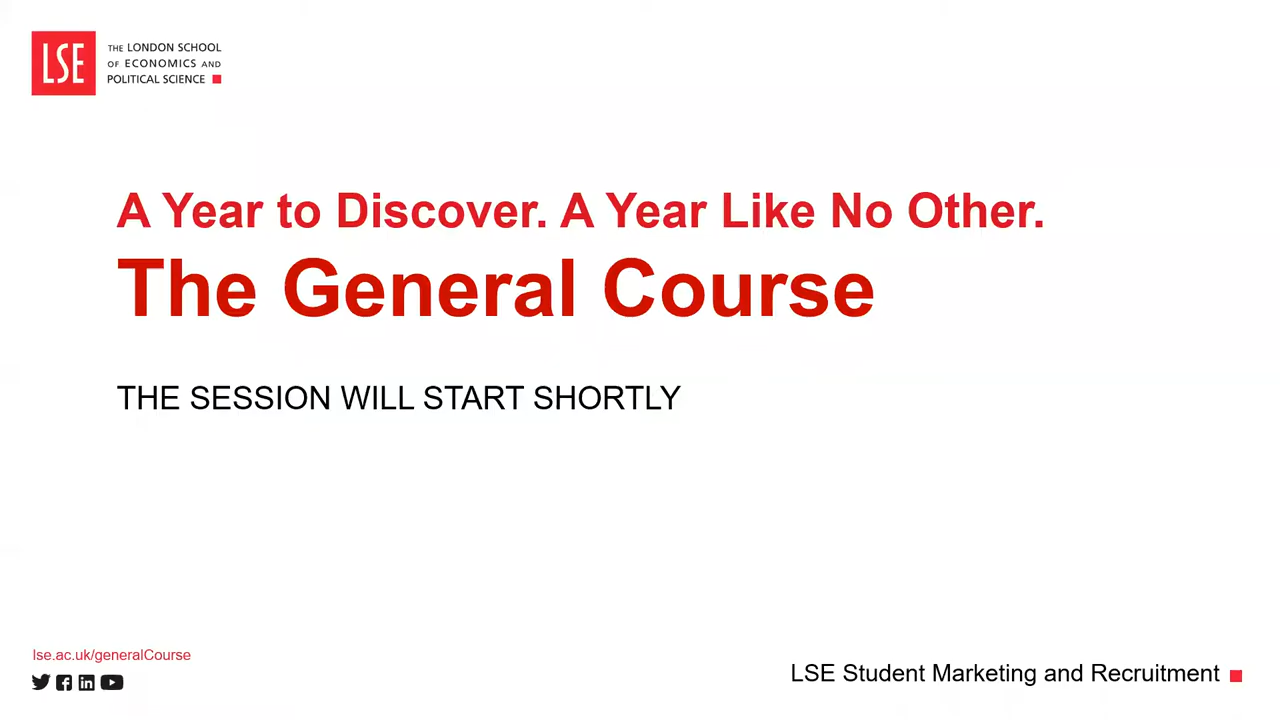 LSE
THE LONDON SCHOOL
OF ECONOMICS AND
POLITICAL SCIENCE
A Year to Discover. A Year Like No Other.
The General Course
THE SESSION WILL START SHORTLY
lse.ac.uk/generalCourse
LSE Student Marketing and Recruitment